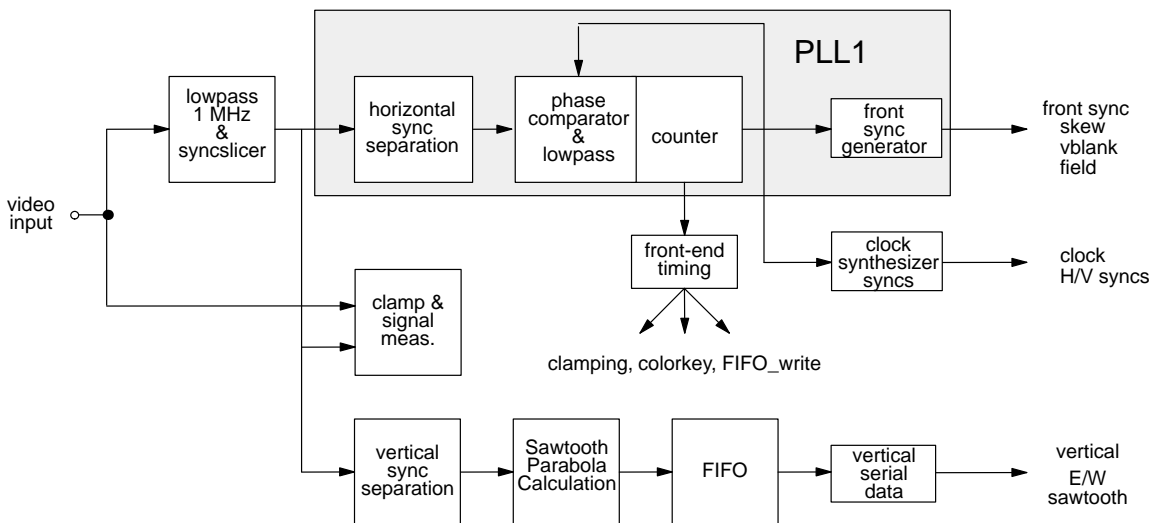 PLL1
lowpass
1 MHz
&
syncslicer
horizontal
sync
separation
phase
comparator
&
lowpass
counter
front
sync
generator
front sync
skew
vblank
field
video
input
front-end
timing
clock
synthesizer
syncs
clock
H/V syncs
clamp &
signal
meas.
clamping, colorkey, FIFO_write
vertical
sync
separation
Sawtooth
Parabola
Calculation
FIFO
vertical
serial
data
vertical
E/W
sawtooth